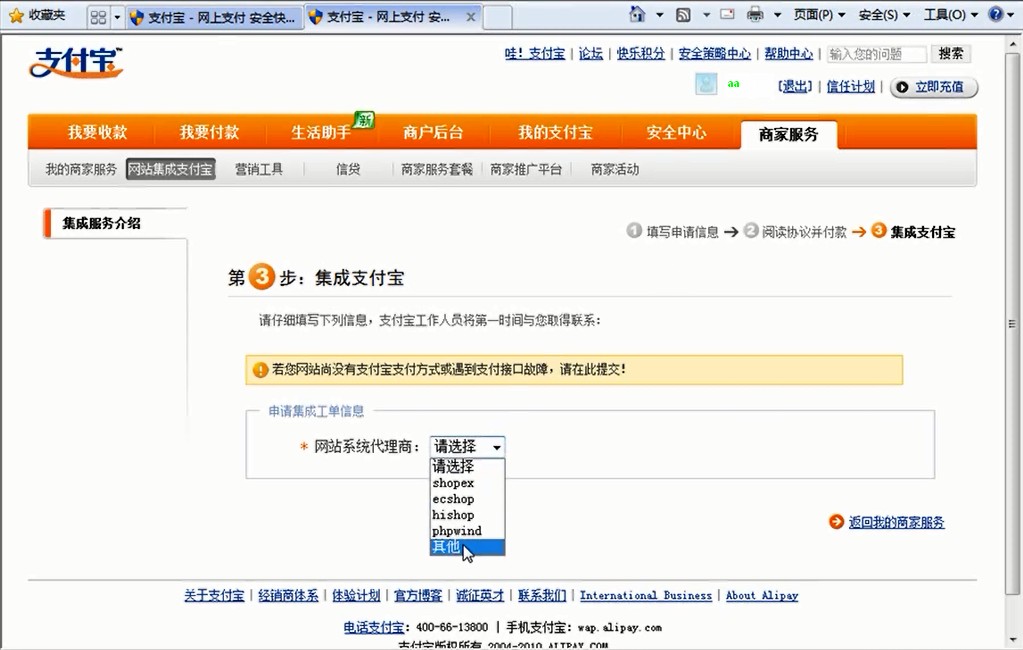 收藏夹 支付宝 - 网上支付 安全快... 支付宝 - 网上支付 安... 页面(P) 安全(S) 工具(O)
支付宝™ 哇！支付宝 | 论坛 | 快乐积分 | 安全策略中心 | 帮助中心 | 输入您的问题 搜索
aa [退出] | 信任计划 | 立即充值
我要收款 我要付款 生活助手 新 商户后台 我的支付宝 安全中心 商家服务
我的商家服务 网站集成支付宝 营销工具 信贷 商家服务套餐 商家推广平台 商家活动
集成服务介绍
1 填写申请信息 → 2 阅读协议并付款 → 3 集成支付宝
第 3 步：集成支付宝
请仔细填写下列信息，支付宝工作人员将第一时间与您取得联系：
若您网站尚没有支付宝支付方式或遇到支付接口故障，请在此提交！
申请集成工单信息
* 网站系统代理商： 请选择
请选择
shopex
ecshop
hishop
phpwind
其他
返回我的商家服务
关于支付宝 | 经销商体系 | 体验计划 | 官方博客 | 诚征英才 | 联系我们 | International Business | About Alipay
电话支付宝：400-66-13800 | 手机支付宝：wap.alipay.com
支付宝版权所有 2004-2010 ALIPAY.COM